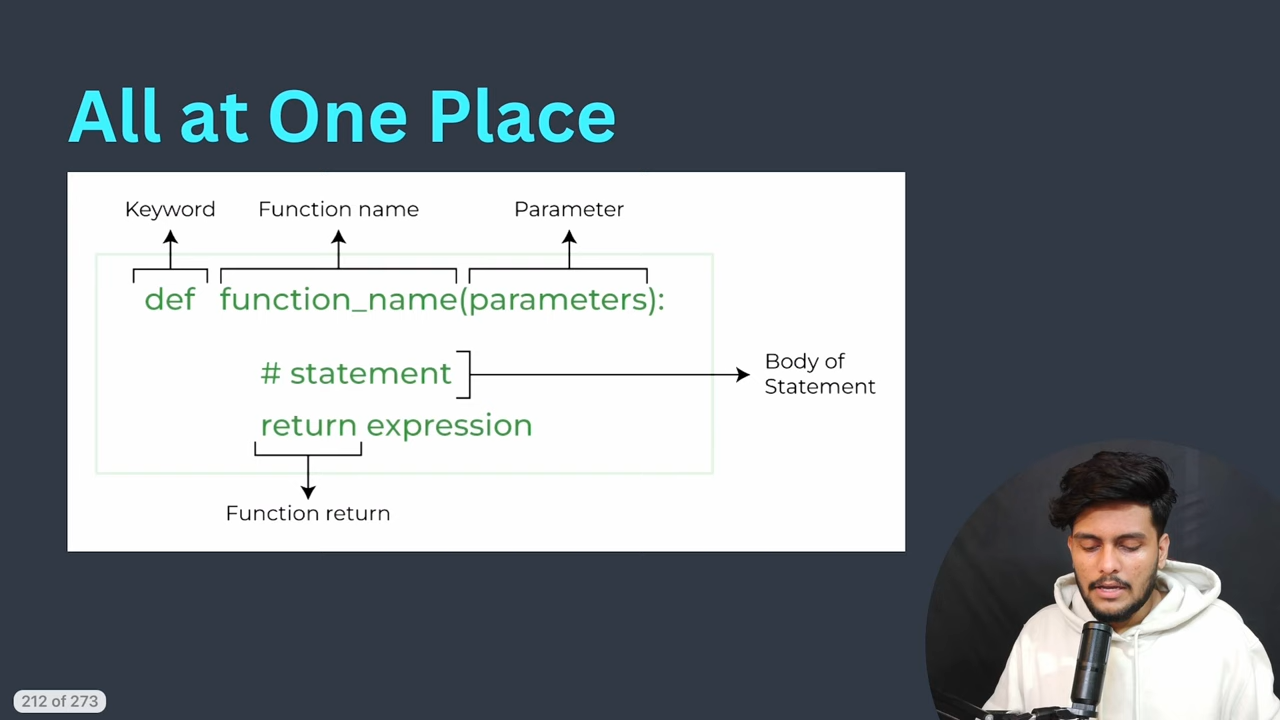 All at One Place
Keyword Function name Parameter
def function_name(parameters):
# statement
Body of
Statement
return expression
Function return
212 of 273